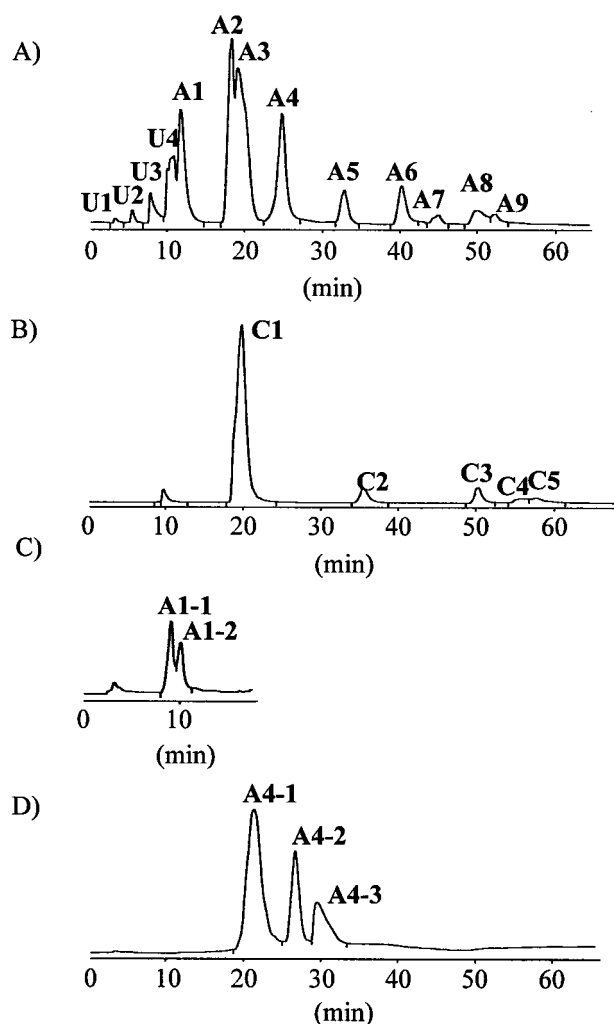 A)
U1 U2 U3 U4 A1 A2 A3 A4 A5 A6 A7 A8 A9
0 10 20 30 40 50 60
(min)
B)
C1 C2 C3 C4 C5
0 10 20 30 40 50 60
(min)
C)
A1-1
A1-2
0 10
(min)
D)
A4-1
A4-2
A4-3
0 10 20 30 40 50 60
(min)